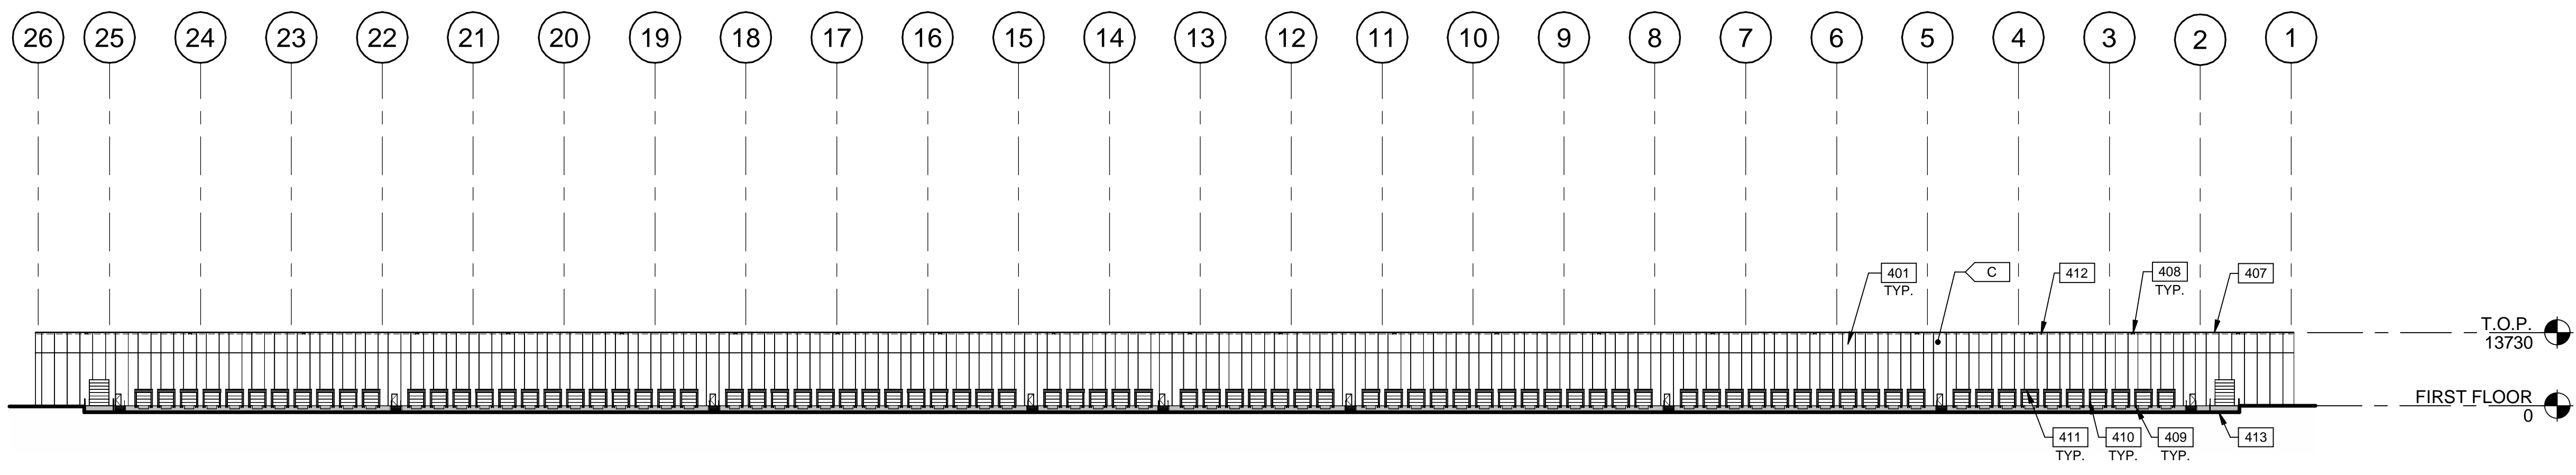 26 25 24 23 22 21 20 19 18 17 16 15 14 13 12 11 10 9 8 7 6 5 4 3 2 1
401 C 412 408 407
TYP. TYP.
T.O.P.
13730
FIRST FLOOR
0
411 410 409 413
TYP. TYP. TYP.